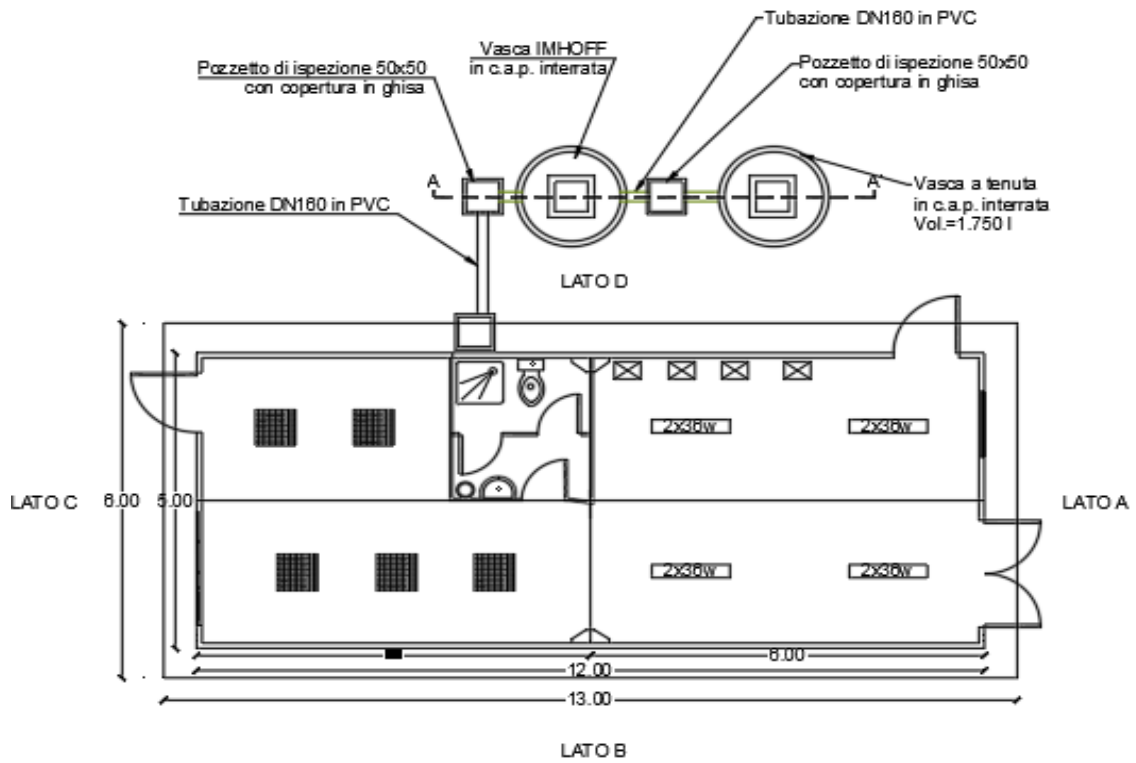 Tubazione DN160 in PVC
Vasca IMHOFF
in c.a.p. interrata
Pozzetto di ispezione 50x50
con copertura in ghisa
Pozzetto di ispezione 50x50
con copertura in ghisa
A
A'
Vasca a tenuta
in c.a.p. interrata
Vol.=1.750 l
Tubazione DN160 in PVC
LATO D
2x36w
2x36w
LATO C
6.00
5.00
LATO A
2x36w
2x36w
6.00
12.00
13.00
LATO B